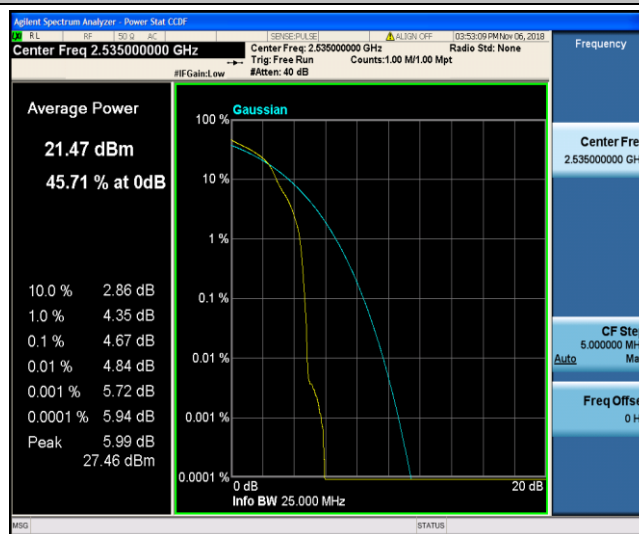 Agilent Spectrum Analyzer - Power Stat CCDF
RL RF 50 Ω AC SENSE:PULSE ALIGN OFF 03:53:09 PM Nov 06, 2018
Center Freq 2.535000000 GHz
Center Freq: 2.535000000 GHz Radio Std: None
Trig: Free Run Counts:1.00 M/1.00 Mpt
#IFGain:Low #Atten: 40 dB
Frequency
Average Power
21.47 dBm
45.71 % at 0dB
10.0 % 2.86 dB
1.0 % 4.35 dB
0.1 % 4.67 dB
0.01 % 4.84 dB
0.001 % 5.72 dB
0.0001 % 5.94 dB
Peak 5.99 dB
27.46 dBm
Gaussian
100 %
10 %
1 %
0.1 %
0.01 %
0.001 %
0.0001 %
0 dB 20 dB
Info BW 25.000 MHz
Center Fre
2.535000000 GH
CF Ste
5.000000 MH
Auto Ma
Freq Offse
0 H
MSG STATUS